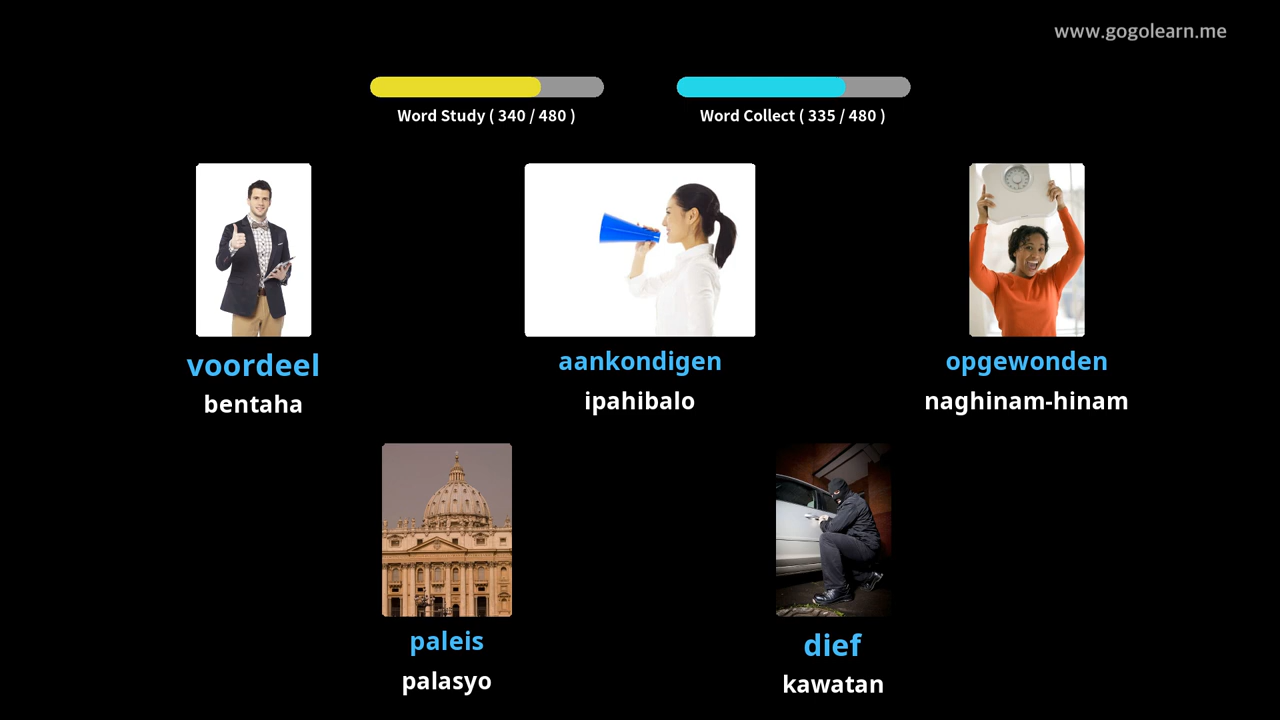 www.gogolearn.me
Word Study ( 340 / 480 )
Word Collect ( 335 / 480 )
voordeel
bentaha
aankondigen
ipahibalo
opgewonden
naghinam-hinam
paleis
palasyo
dief
kawatan